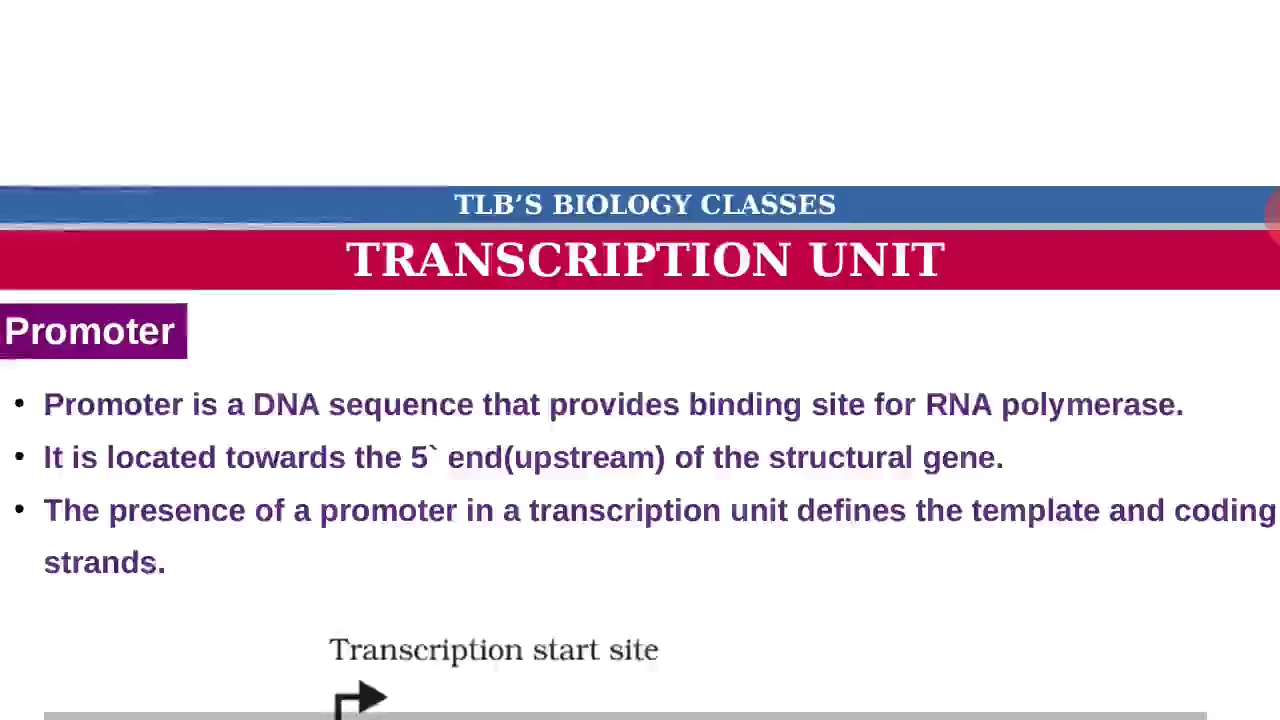 TLB’S BIOLOGY CLASSES
TRANSCRIPTION UNIT
Promoter
• Promoter is a DNA sequence that provides binding site for RNA polymerase.
• It is located towards the 5` end(upstream) of the structural gene.
• The presence of a promoter in a transcription unit defines the template and coding
strands.
Transcription start site